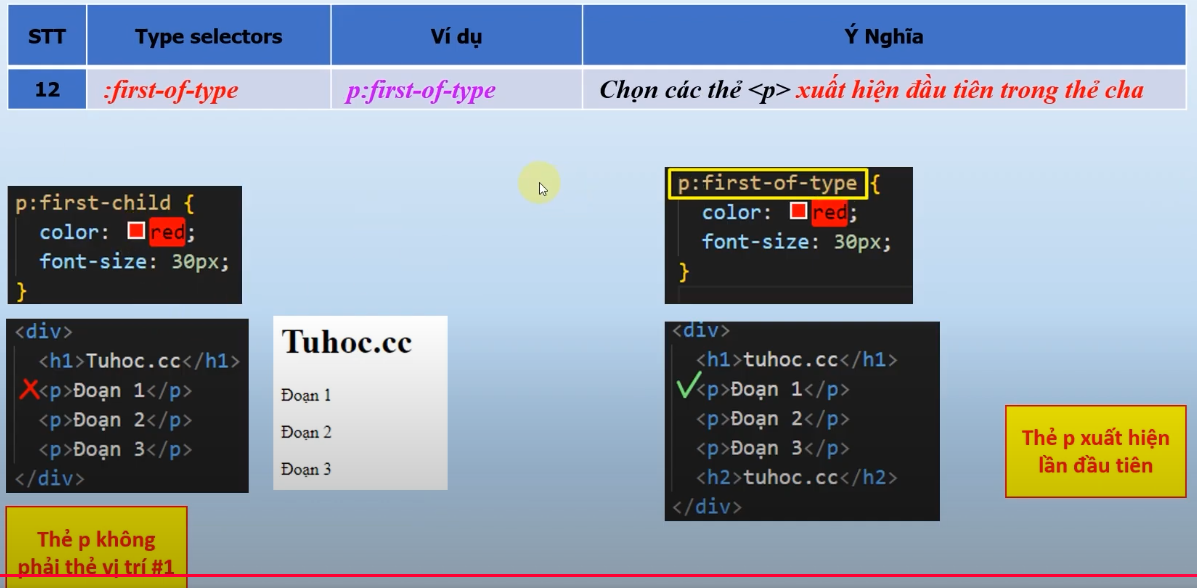 STT Type selectors Ví dụ Ý Nghĩa
12 :first-of-type p:first-of-type Chọn các thẻ <p> xuất hiện đầu tiên trong thẻ cha
p:first-child {
color: red;
font-size: 30px;
}
<div>
<h1>Tuhoc.cc</h1>
<p>Đoạn 1</p>
<p>Đoạn 2</p>
<p>Đoạn 3</p>
</div>
Tuhoc.cc
Đoạn 1
Đoạn 2
Đoạn 3
Thẻ p không
phải thẻ vị trí #1
p:first-of-type {
color: red;
font-size: 30px;
}
<div>
<h1>tuhoc.cc</h1>
<p>Đoạn 1</p>
<p>Đoạn 2</p>
<p>Đoạn 3</p>
<h2>tuhoc.cc</h2>
</div>
Thẻ p xuất hiện
lần đầu tiên